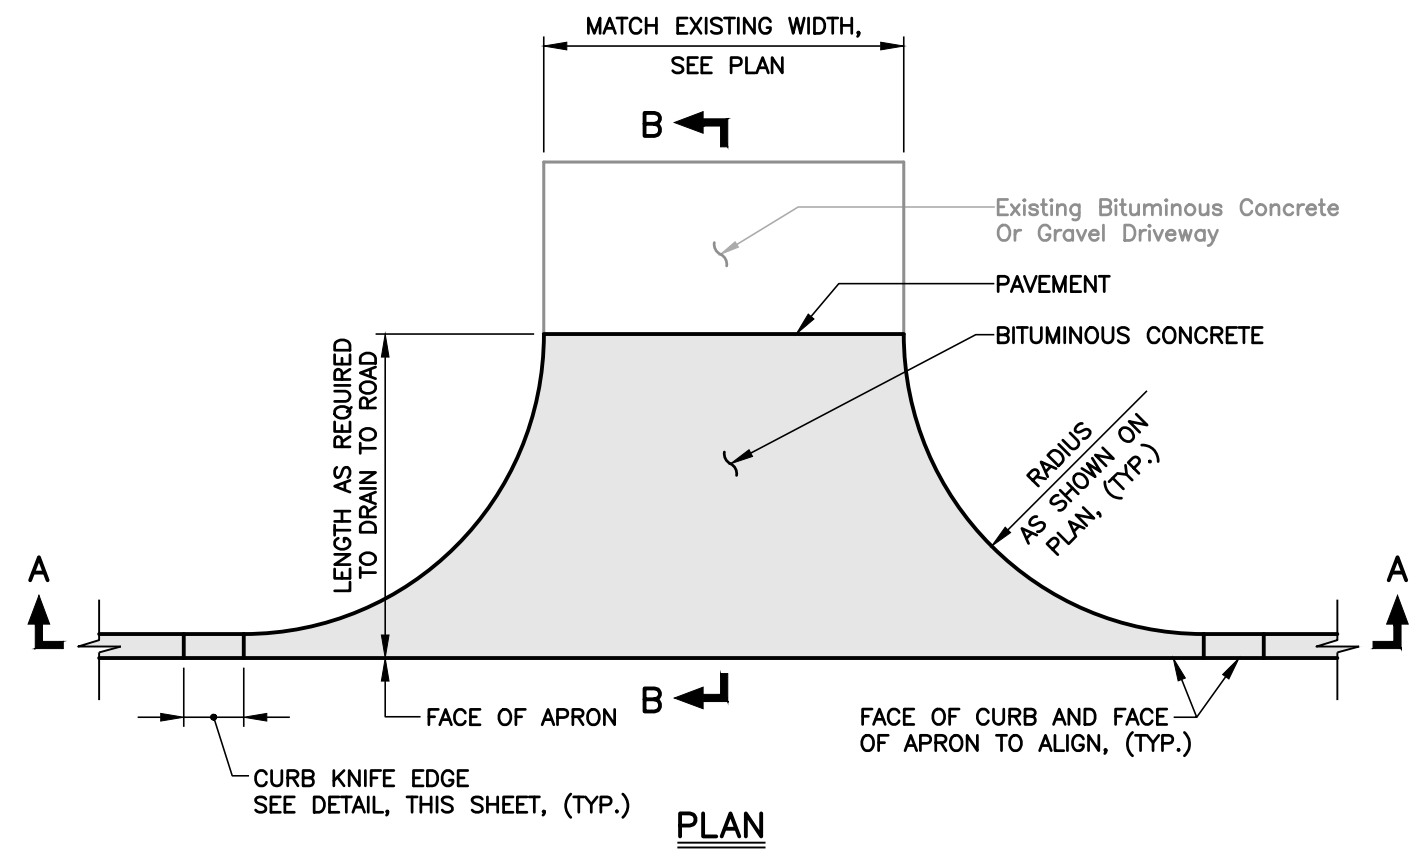 MATCH EXISTING WIDTH,
SEE PLAN
B
Existing Bituminous Concrete
Or Gravel Driveway
PAVEMENT
BITUMINOUS CONCRETE
LENGTH AS REQUIRED
TO DRAIN TO ROAD
RADIUS
AS SHOWN ON
PLAN, (TYP.)
A
A
B
FACE OF APRON
FACE OF CURB AND FACE
OF APRON TO ALIGN, (TYP.)
CURB KNIFE EDGE
SEE DETAIL, THIS SHEET, (TYP.)
PLAN